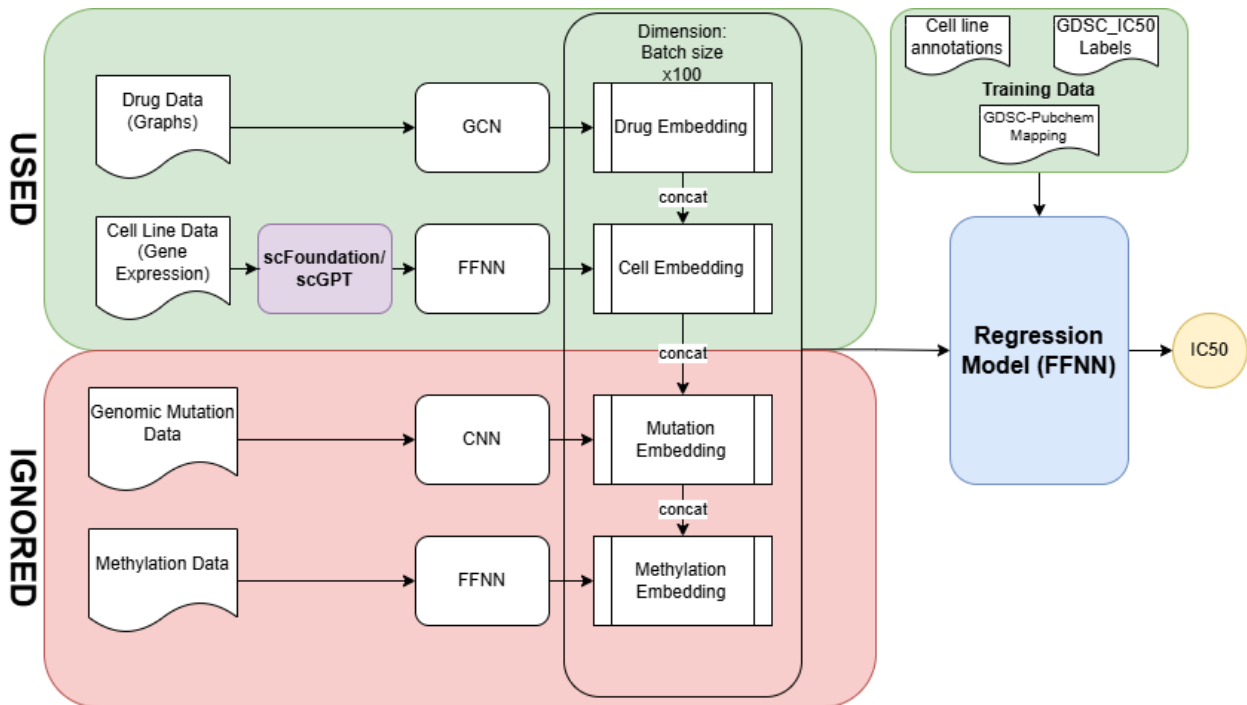 USED
Drug Data
(Graphs)
GCN
Dimension:
Batch size
x100
Drug Embedding
concat
Cell Line Data
(Gene
Expression)
scFoundation/
scGPT
FFNN
Cell Embedding
concat
IGNORED
Genomic Mutation
Data
CNN
Mutation
Embedding
concat
Methylation Data
FFNN
Methylation
Embedding
Cell line
annotations
GDSC_IC50
Labels
Training Data
GDSC-Pubchem
Mapping
Regression
Model (FFNN)
IC50